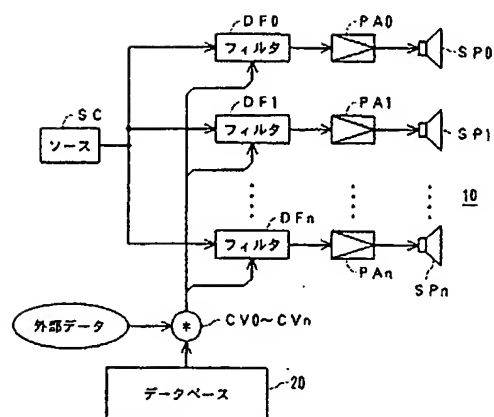 DF0
PA0
フィルタ
SP0
SC
DF1
PA1
ソース
フィルタ
SP1
10
DFn
フィルタ
PAn
SPn
外部データ
*
CV0～CVn
データベース
20